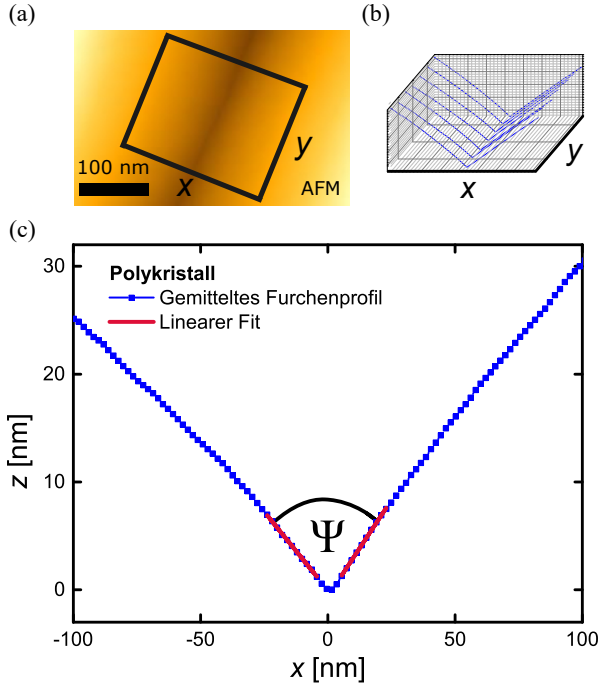 (a)
(b)
y
100 nm
x
AFM
y
x
(c)
Polykristall
Gemitteltes Furchenprofil
Linearer Fit
30
20
10
0
z [nm]
Ψ
-100
-50
0
50
100
x [nm]